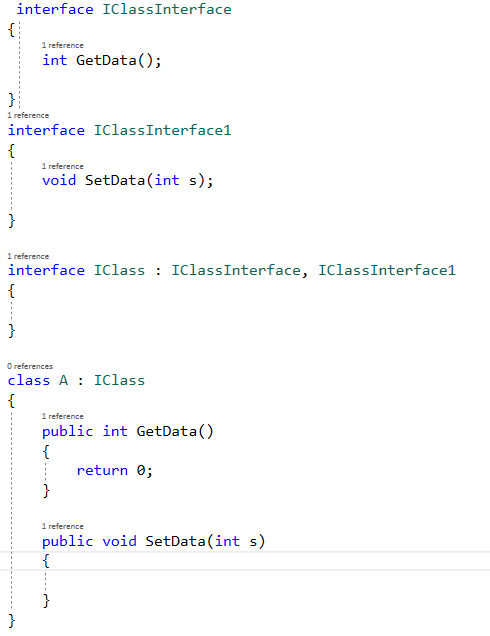 interface IClassInterface
{
1 reference
int GetData();
}
1 reference
interface IClassInterface1
{
1 reference
void SetData(int s);
}
1 reference
interface IClass : IClassInterface, IClassInterface1
{
}
0 references
class A : IClass
{
1 reference
public int GetData()
{
return 0;
}
1 reference
public void SetData(int s)
{
}
}